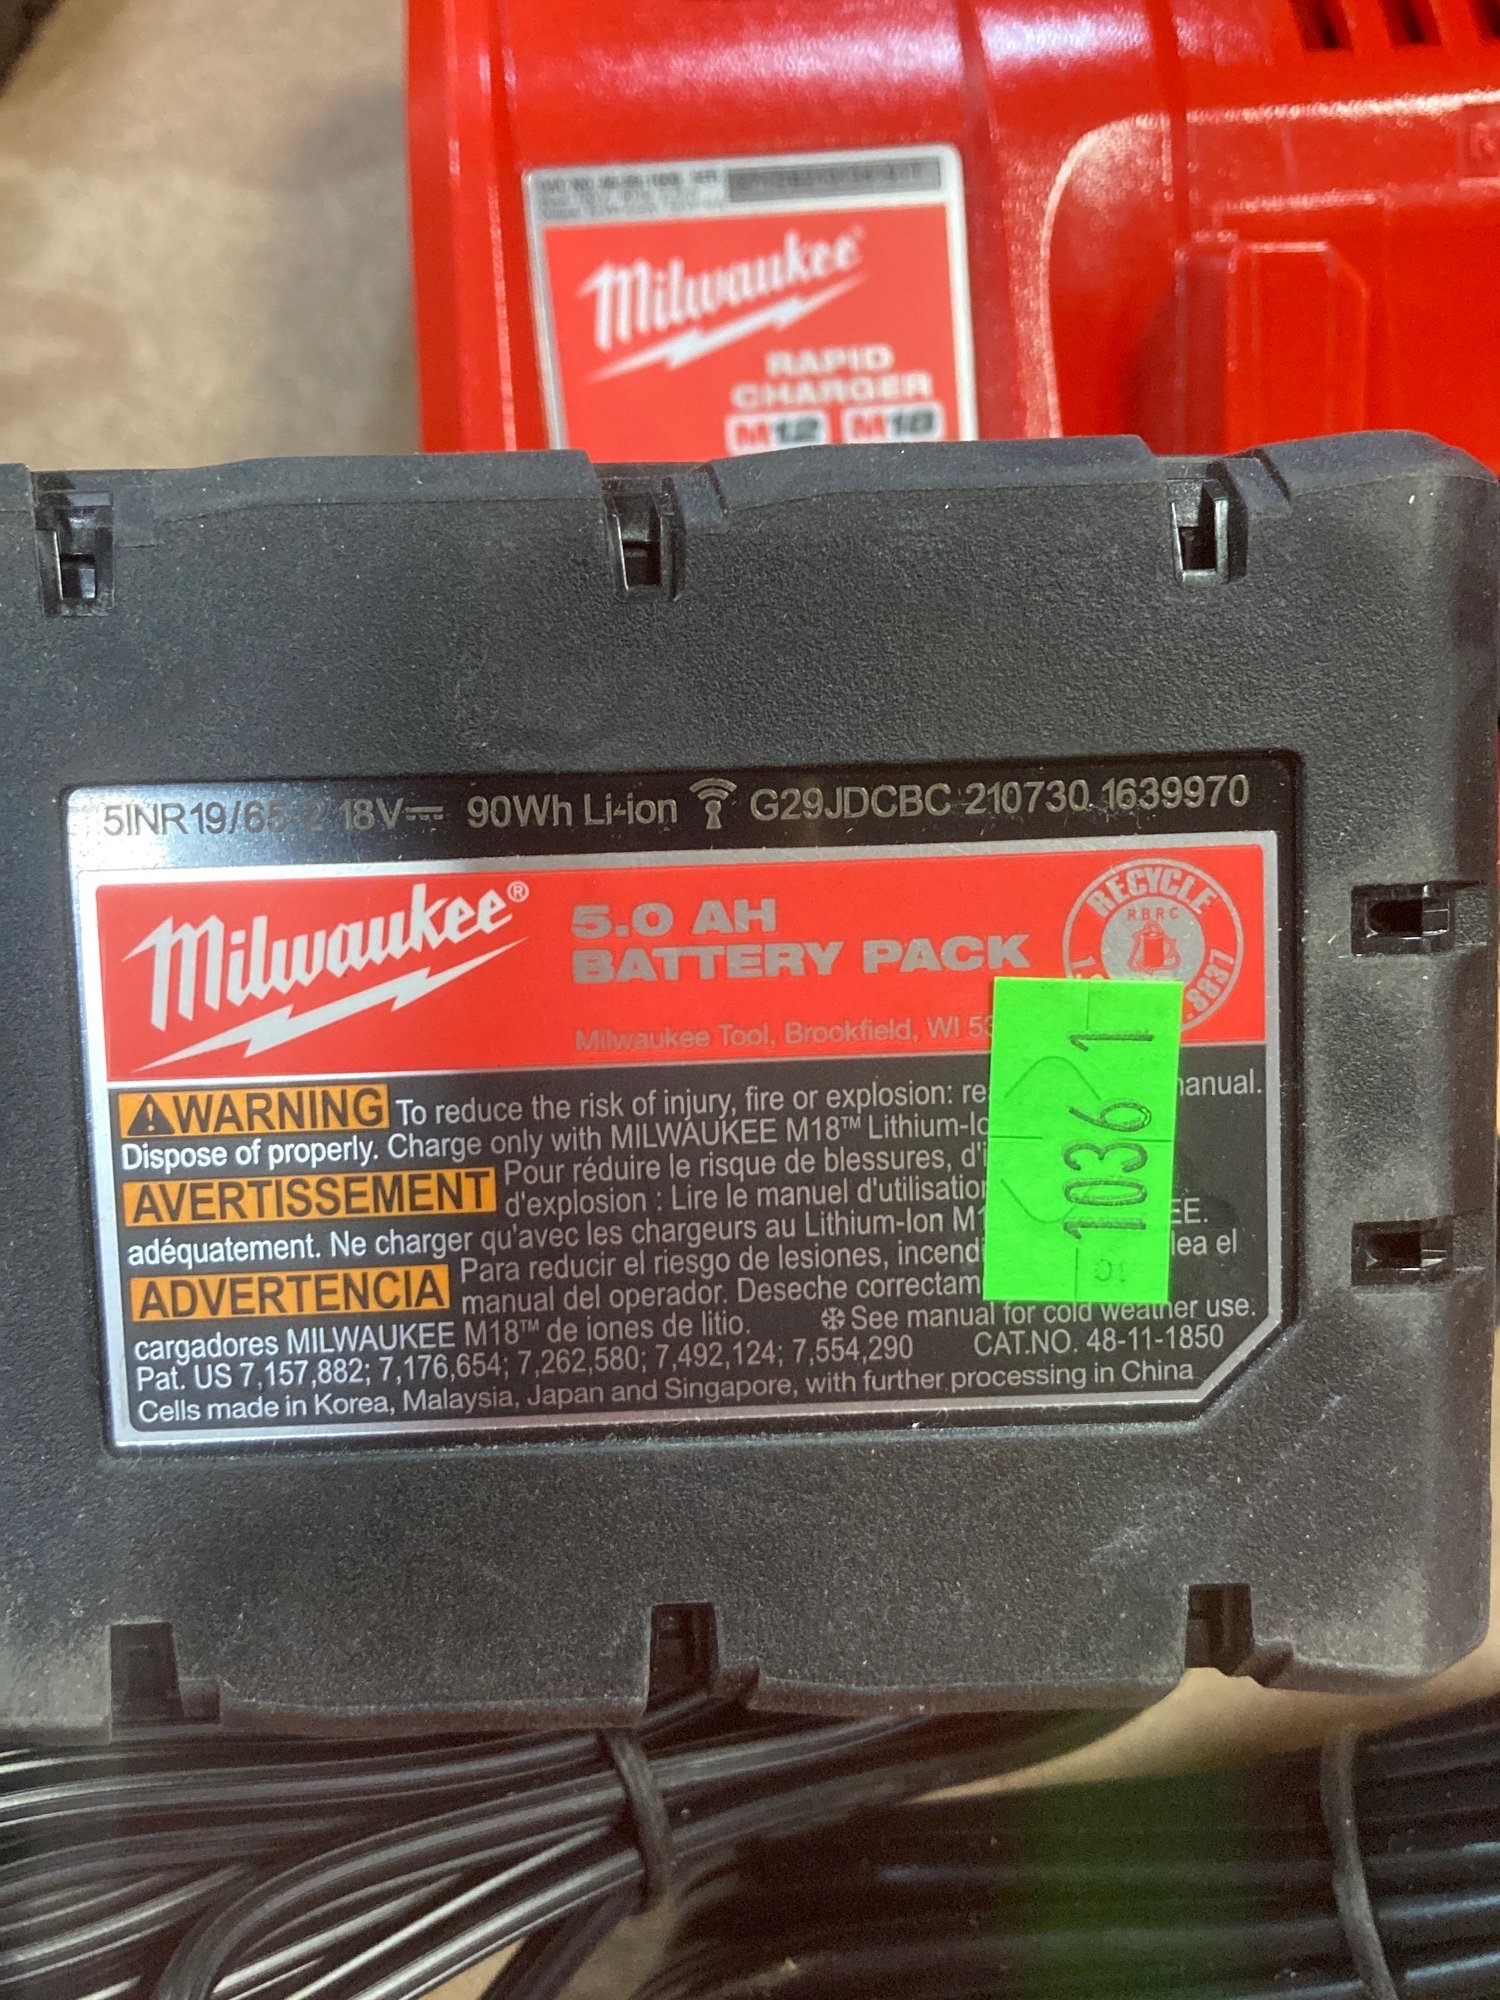 Milwaukee
RAPID
CHARGER
M12 M18
5INR19/65-2 18V 90Wh Li-ion G29JDCBC 210730 1639970
Milwaukee®
5.0 AH
BATTERY PACK
RECYCLE
RBRC
.8837
Milwaukee Tool, Brookfield, WI 53
10361
WARNING To reduce the risk of injury, fire or explosion: re anual.
Dispose of properly. Charge only with MILWAUKEE M18™ Lithium-Io
AVERTISSEMENT Pour réduire le risque de blessures, d'i
d'explosion : Lire le manuel d'utilisation
adéquatement. Ne charger qu'avec les chargeurs au Lithium-Ion M1 EE.
ADVERTENCIA Para reducir el riesgo de lesiones, incendi lea el
manual del operador. Deseche correctam
cargadores MILWAUKEE M18™ de iones de litio. See manual for cold weather use.
Pat. US 7,157,882; 7,176,654; 7,262,580; 7,492,124; 7,554,290 CAT.NO. 48-11-1850
Cells made in Korea, Malaysia, Japan and Singapore, with further processing in China